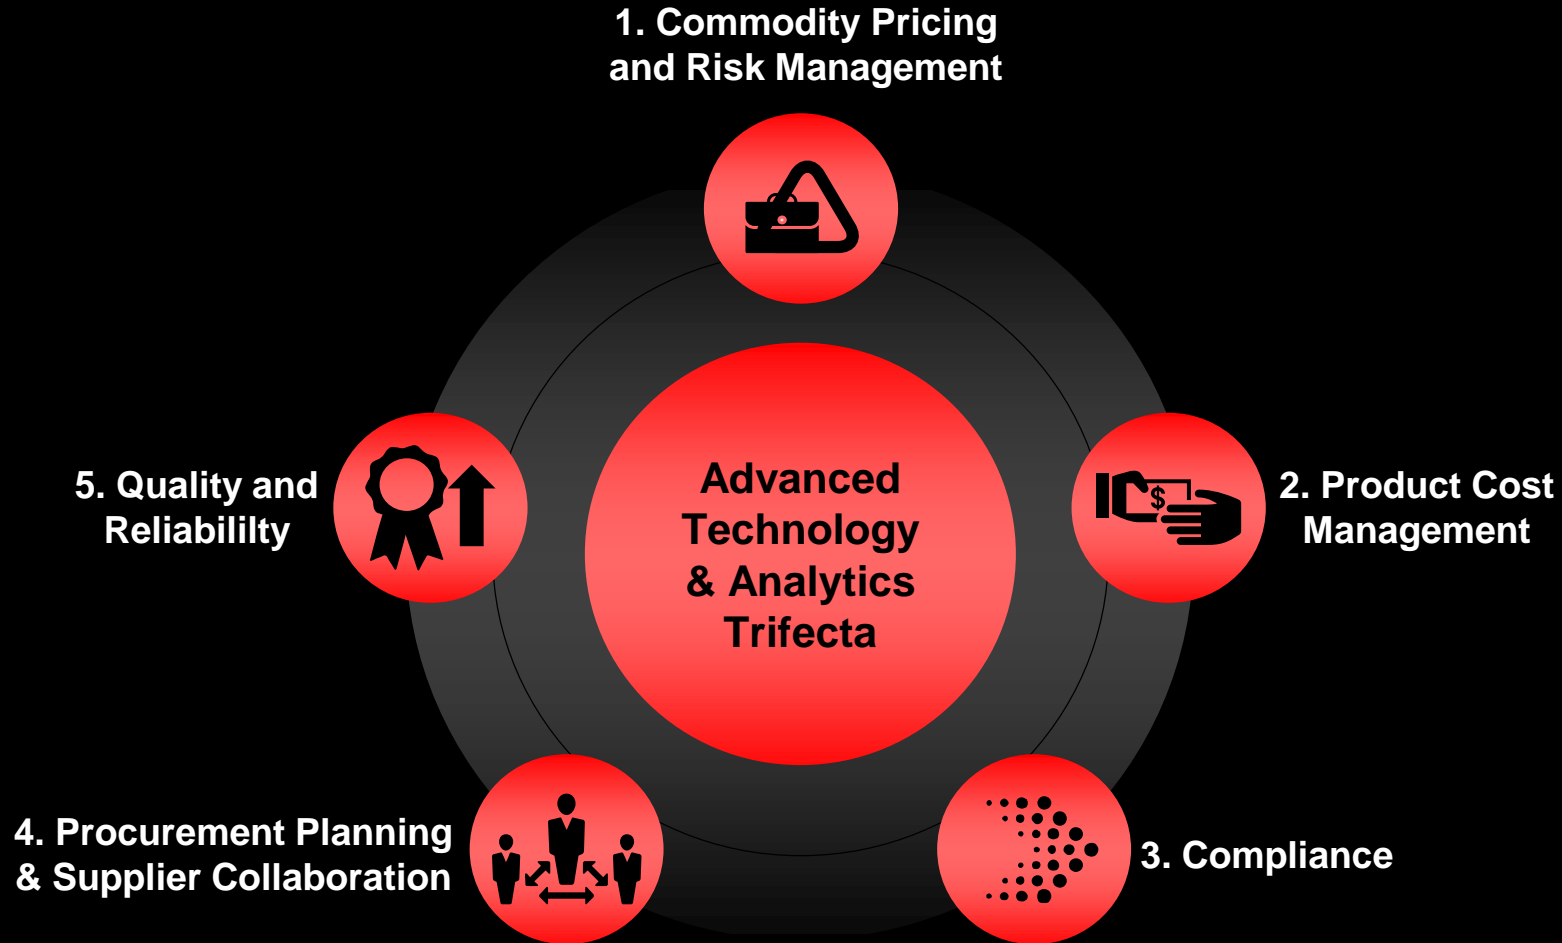 1. Commodity Pricing
and Risk Management
Advanced
Technology
& Analytics
Trifecta
$
2. Product Cost
Management
3. Compliance
4. Procurement Planning
& Supplier Collaboration
5. Quality and
Reliabililty